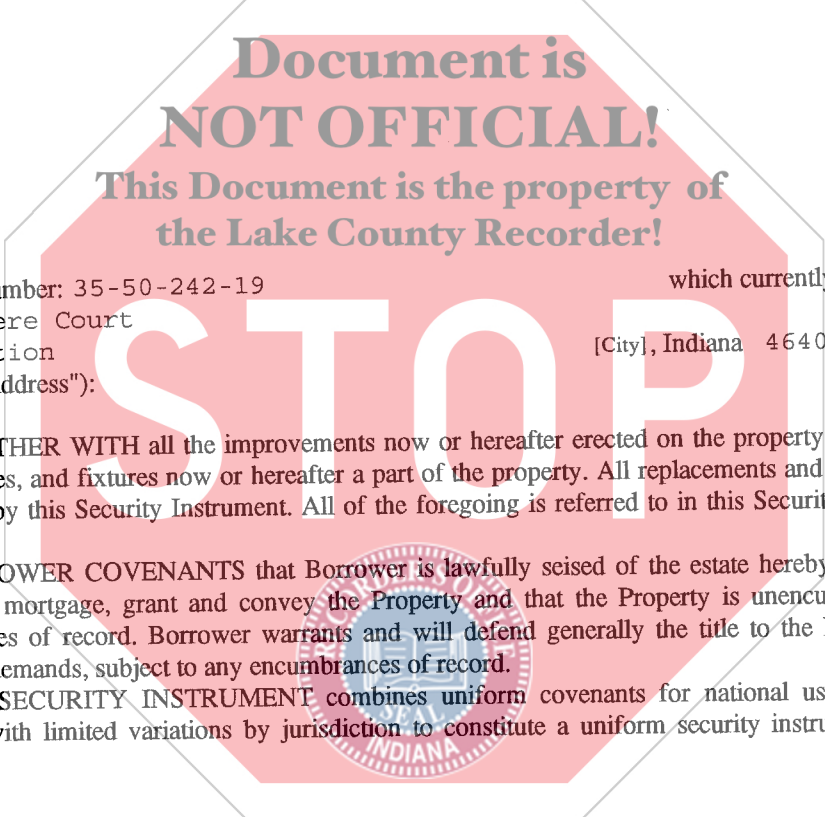 Document is
NOT OFFICIAL!
This Document is the property of
the Lake County Recorder!
mber: 35-50-242-19 which currently
ere Court
tion [City], Indiana 4640
ddress"):
STOP
THER WITH all the improvements now or hereafter erected on the property
es, and fixtures now or hereafter a part of the property. All replacements and
by this Security Instrument. All of the foregoing is referred to in this Securit
OWER COVENANTS that Borrower is lawfully seised of the estate hereby
mortgage, grant and convey the Property and that the Property is unencu
es of record. Borrower warrants and will defend generally the title to the
emands, subject to any encumbrances of record.
SECURITY INSTRUMENT combines uniform covenants for national us
with limited variations by jurisdiction to constitute a uniform security instru
RECORDER'S OFFICE
SEAL
INDIANA